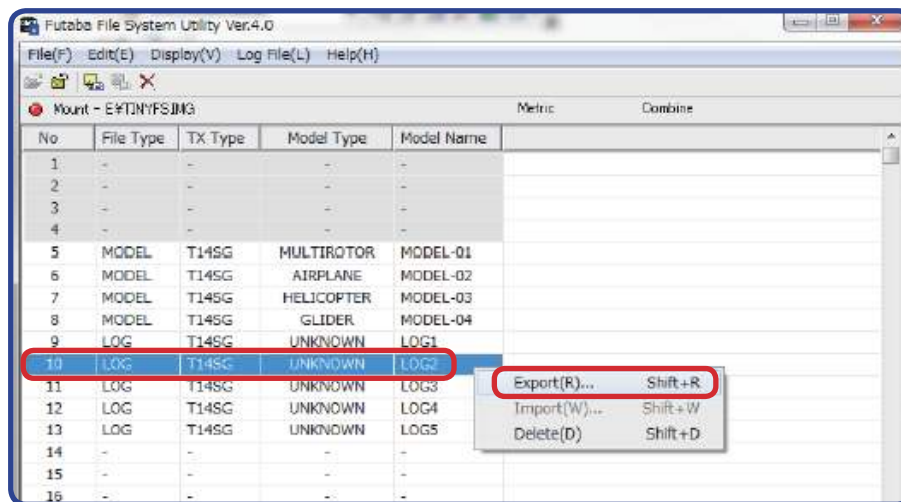 Futaba File System Utility Ver.4.0
File(F) Edit(E) Display(V) Log File(L) Help(H)
Mount - E¥TINYFSIMG Metric Combine
No File Type TX Type Model Type Model Name
1 - - - -
2 - - - -
3 - - - -
4 - - - -
5 MODEL T14SG MULTIROTOR MODEL-01
6 MODEL T14SG AIRPLANE MODEL-02
7 MODEL T14SG HELICOPTER MODEL-03
8 MODEL T14SG GLIDER MODEL-04
9 LOG T14SG UNKNOWN LOG1
10 LOG T14SG UNKNOWN LOG2
11 LOG T14SG UNKNOWN LOG3 Export(R)... Shift+R
12 LOG T14SG UNKNOWN LOG4 Import(W)... Shift+W
13 LOG T14SG UNKNOWN LOG5 Delete(D) Shift+D
14 - - - -
15 - - - -
16 - - - -